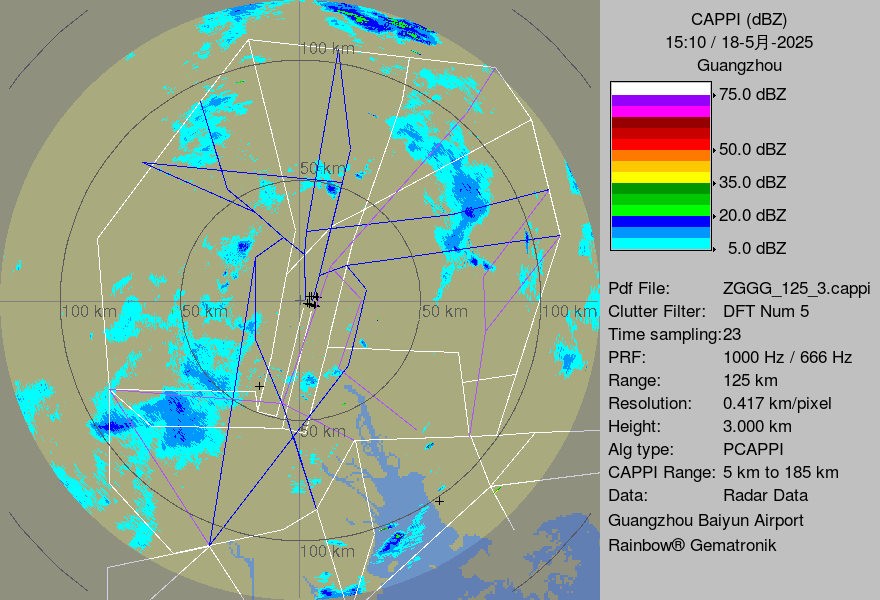 100 km
50 km
100 km
50 km
50 km
100 km
50 km
100 km
CAPPI (dBZ)
15:10 / 18-5月-2025
Guangzhou
75.0 dBZ
50.0 dBZ
35.0 dBZ
20.0 dBZ
5.0 dBZ
Pdf File: ZGGG_125_3.cappi
Clutter Filter: DFT Num 5
Time sampling:23
PRF: 1000 Hz / 666 Hz
Range: 125 km
Resolution: 0.417 km/pixel
Height: 3.000 km
Alg type: PCAPPI
CAPPI Range: 5 km to 185 km
Data: Radar Data
Guangzhou Baiyun Airport
Rainbow® Gematronik